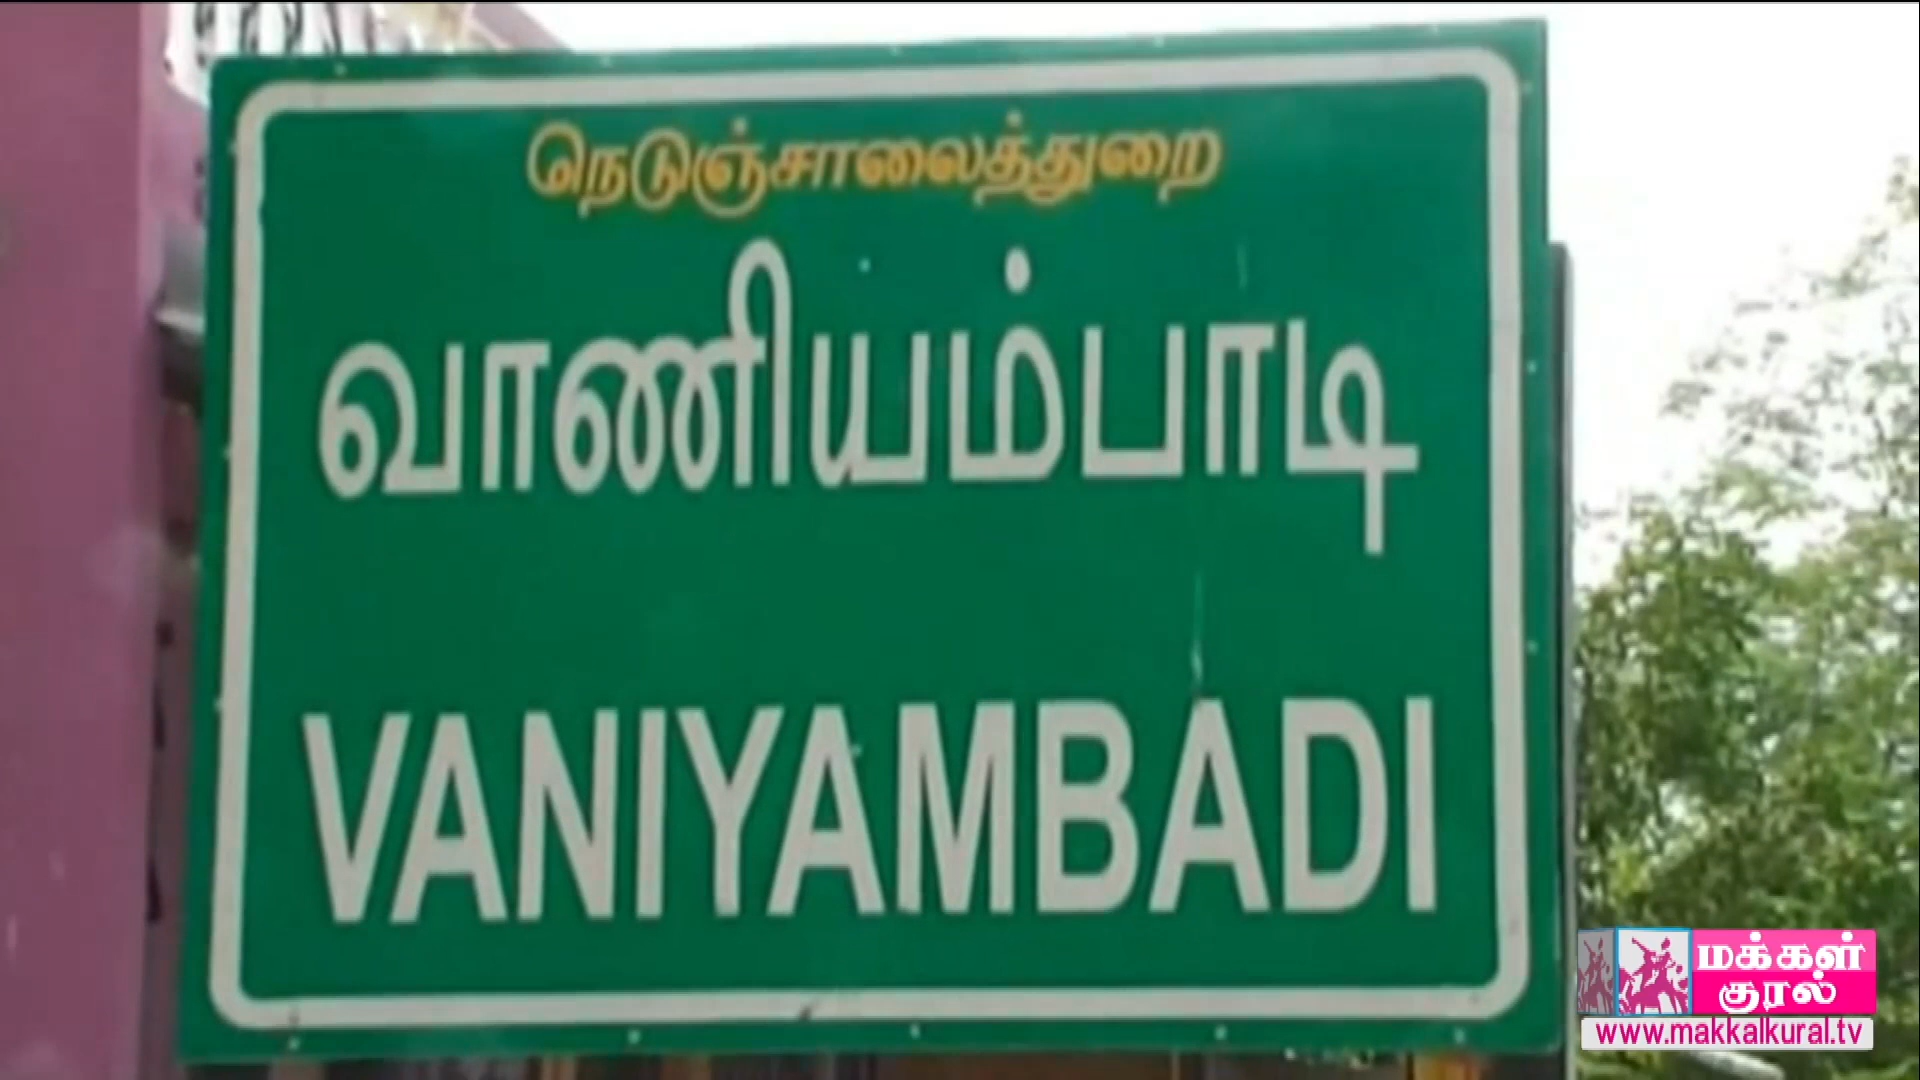 நெடுஞ்சாலைத்துறை
வாணியம்பாடி
VANIYAMBADI
மக்கள்
குரல்
www.makkalkural.tv